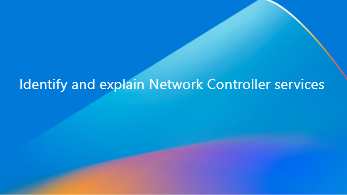 Identify and explain Network Controller services